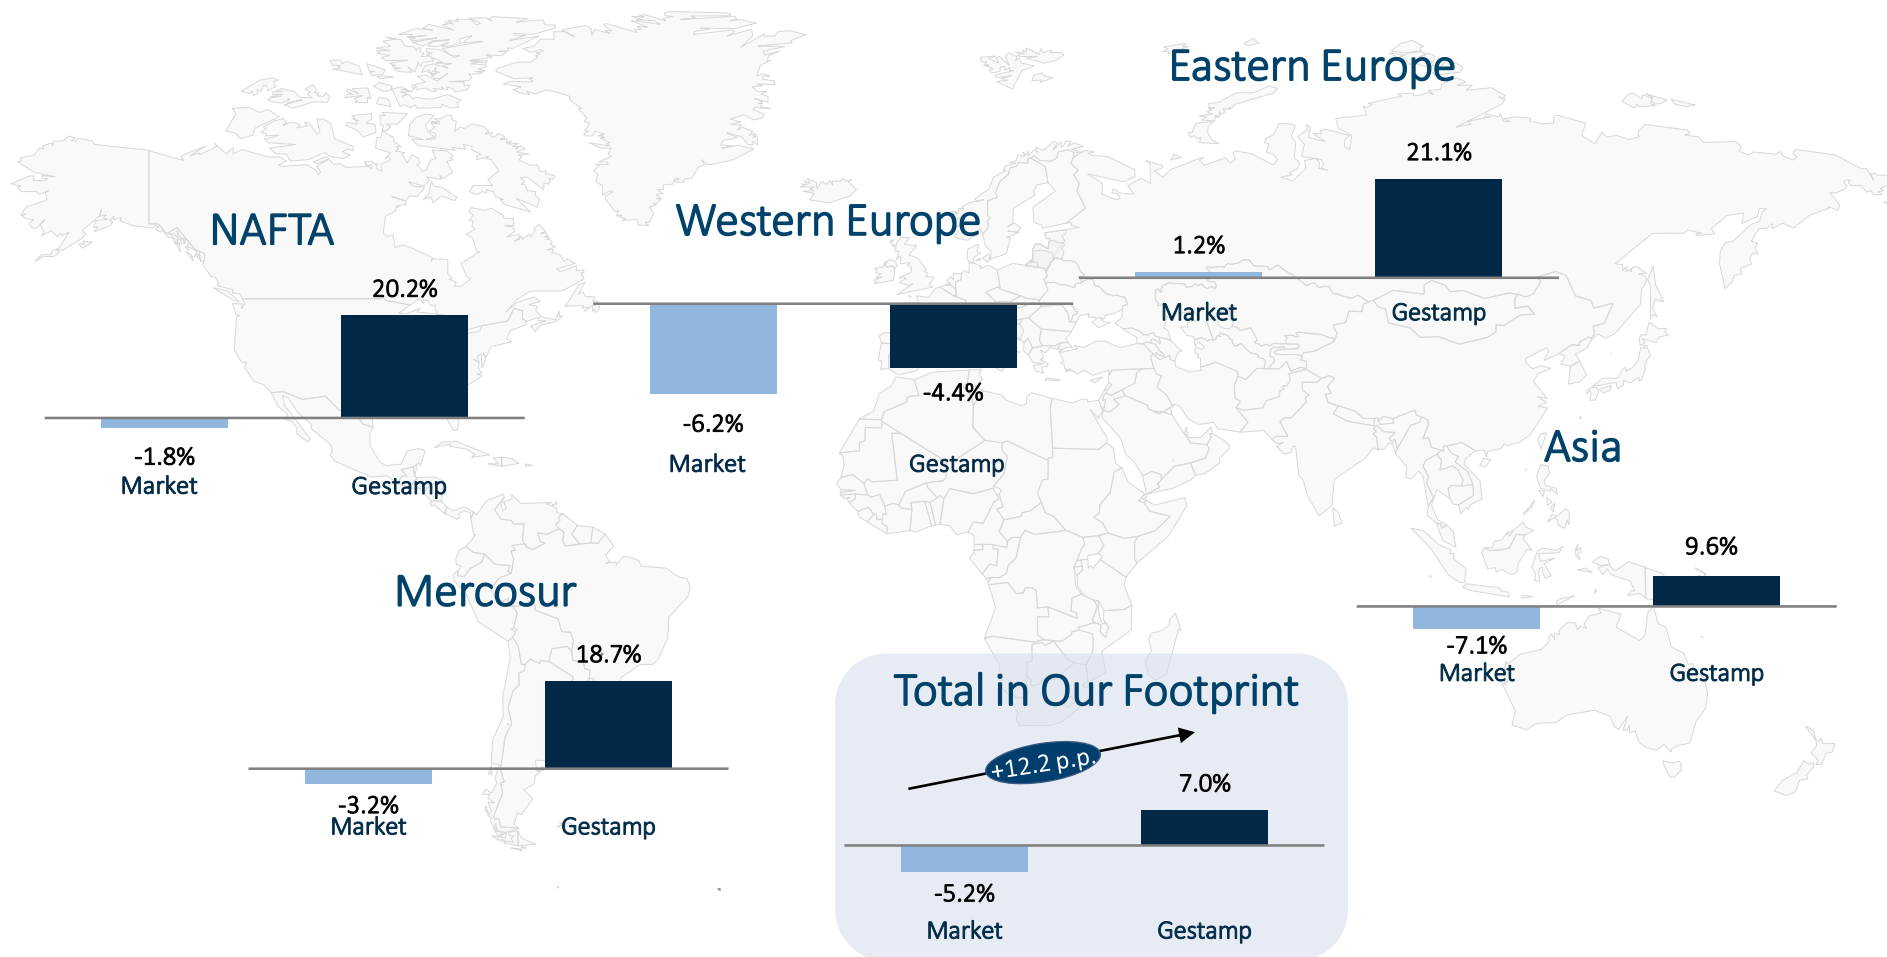 Eastern Europe
21.1%
1.2%
Market
Gestamp
NAFTA
20.2%
-1.8%
Market
Gestamp
Western Europe
-6.2%
-4.4%
Market
Gestamp
Asia
9.6%
-7.1%
Market
Gestamp
Mercosur
18.7%
-3.2%
Market
Gestamp
Total in Our Footprint
+12.2 p.p.
7.0%
-5.2%
Market
Gestamp